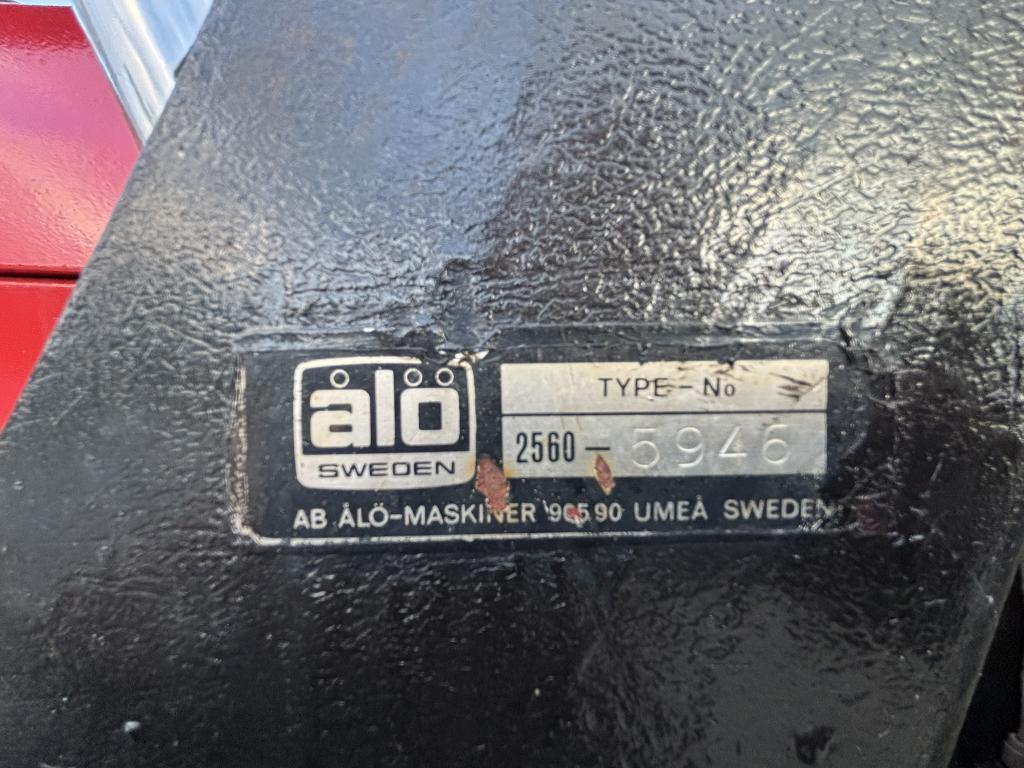 ålö
SWEDEN
TYPE-No
2560-5946
AB ÅLÖ-MASKINER 90590 UMEÅ SWEDEN